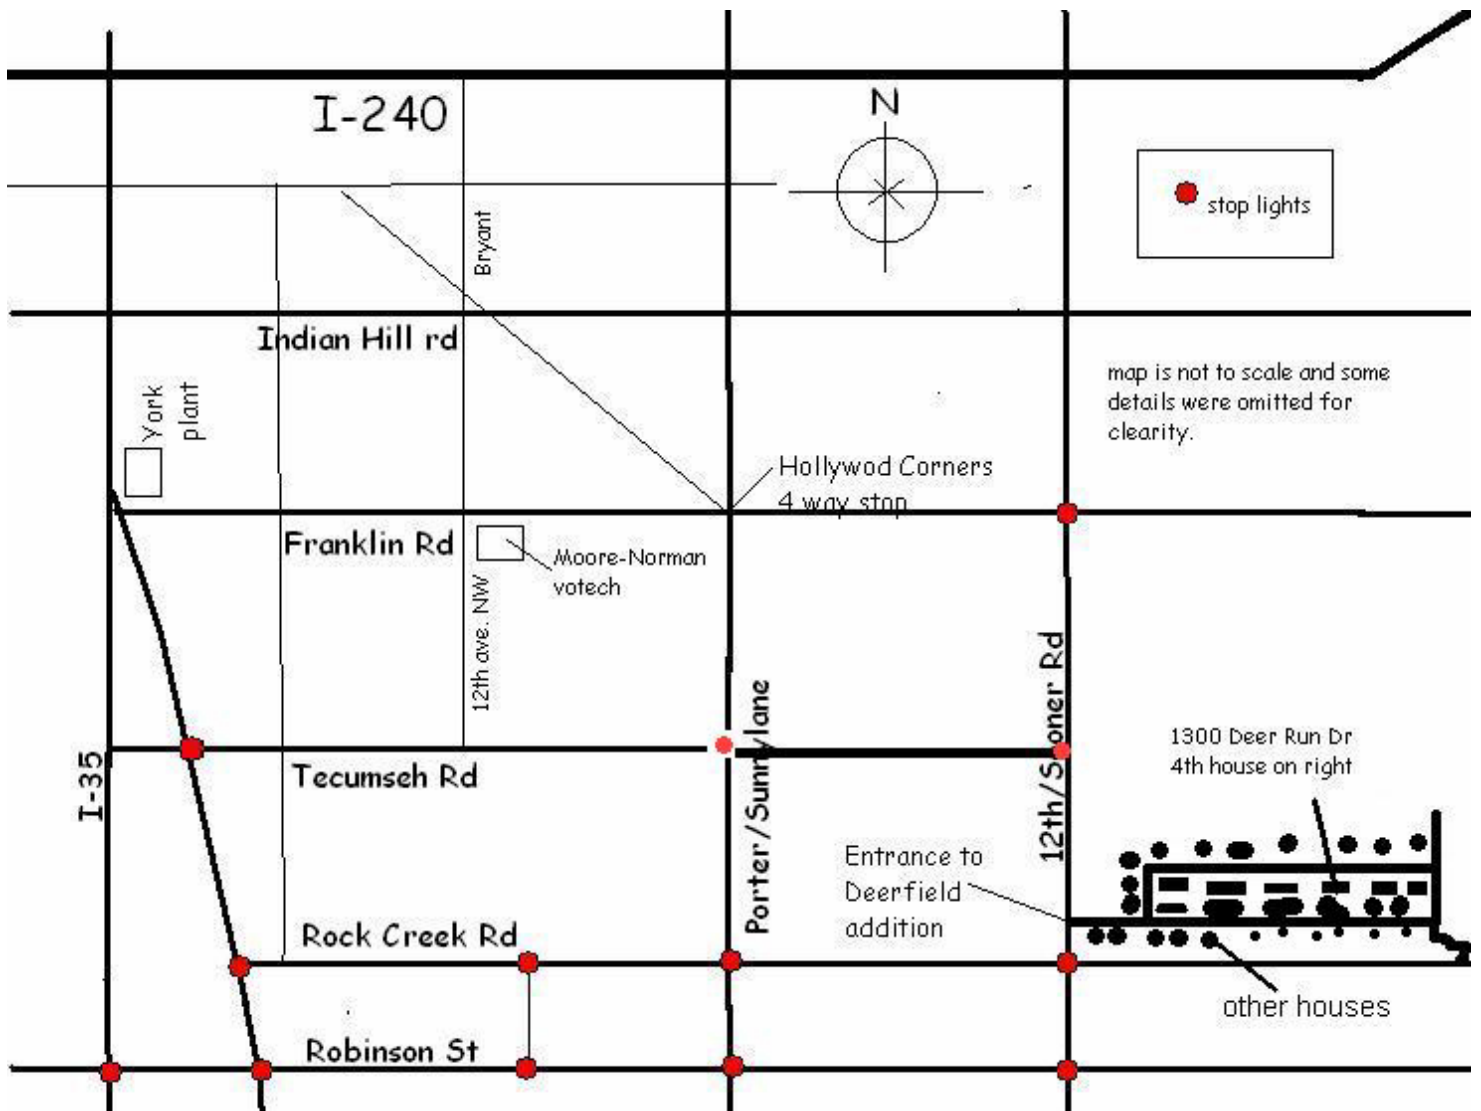 I-240
N
stop lights
Bryant
Indian Hill rd
map is not to scale and some
details were omitted for
clearity.
York
plant
Hollywod Corners
4 way stop
Franklin Rd
Moore-Norman
votech
12th ave. NW
12th/Sooner Rd
Porter/Sunnylane
1300 Deer Run Dr
4th house on right
I-35
Tecumseh Rd
Entrance to
Deerfield
addition
Rock Creek Rd
other houses
Robinson St